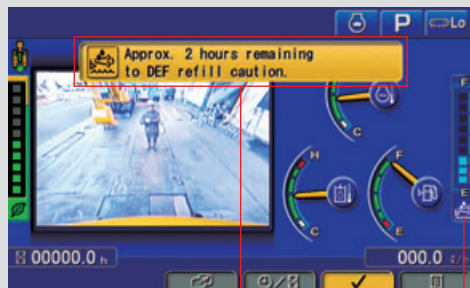 P Lo
Approx. 2 hours remaining
to DEF refill caution.
F
C
H
F
E
C
E
00000.0 h
000.0